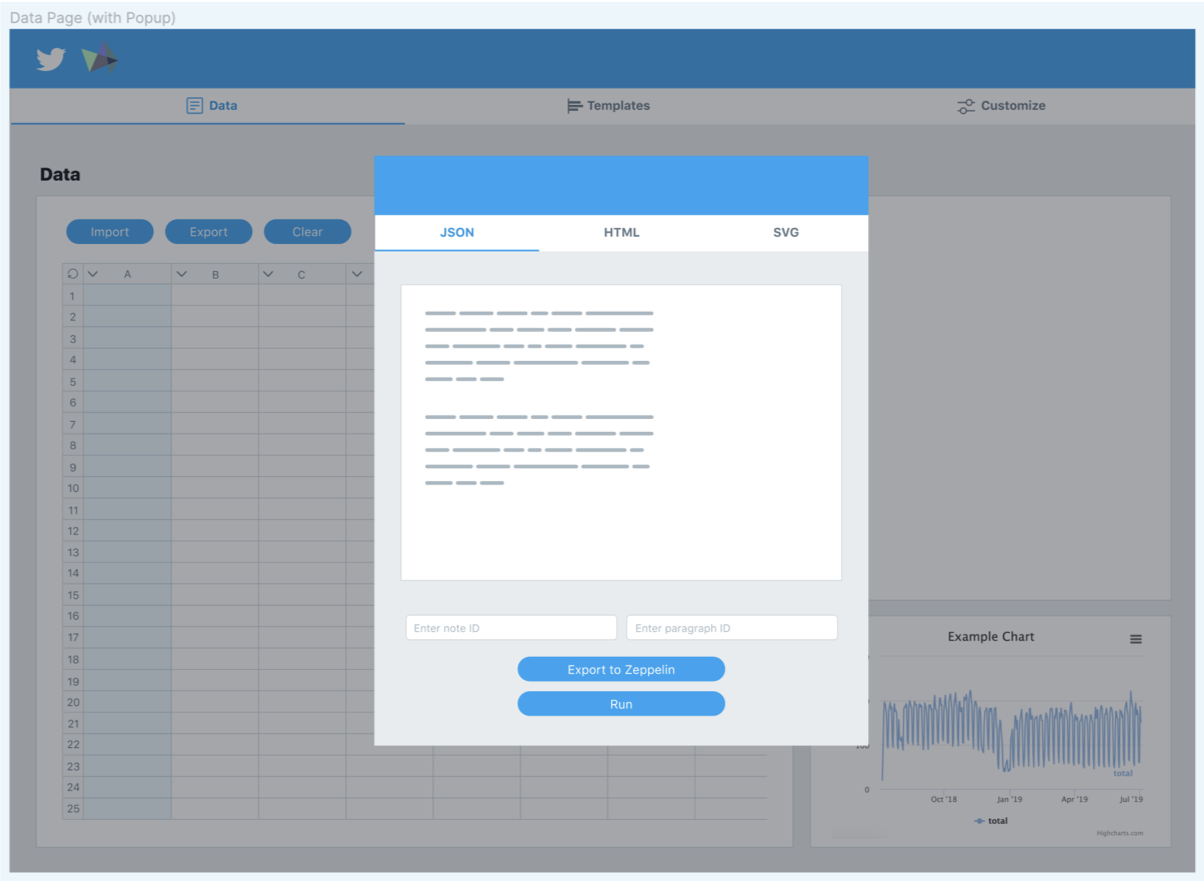 Data Page (with Popup)
Data
Templates
Customize
Data
Import
Export
Clear
A
B
C
1
2
3
4
5
6
7
8
9
10
11
12
13
14
15
16
17
18
19
20
21
22
23
24
25
JSON
HTML
SVG
Enter note ID
Enter paragraph ID
Export to Zeppelin
Run
Example Chart
0
total
Oct '18
Jan '19
Apr '19
Jul '19
total
Highcharts.com